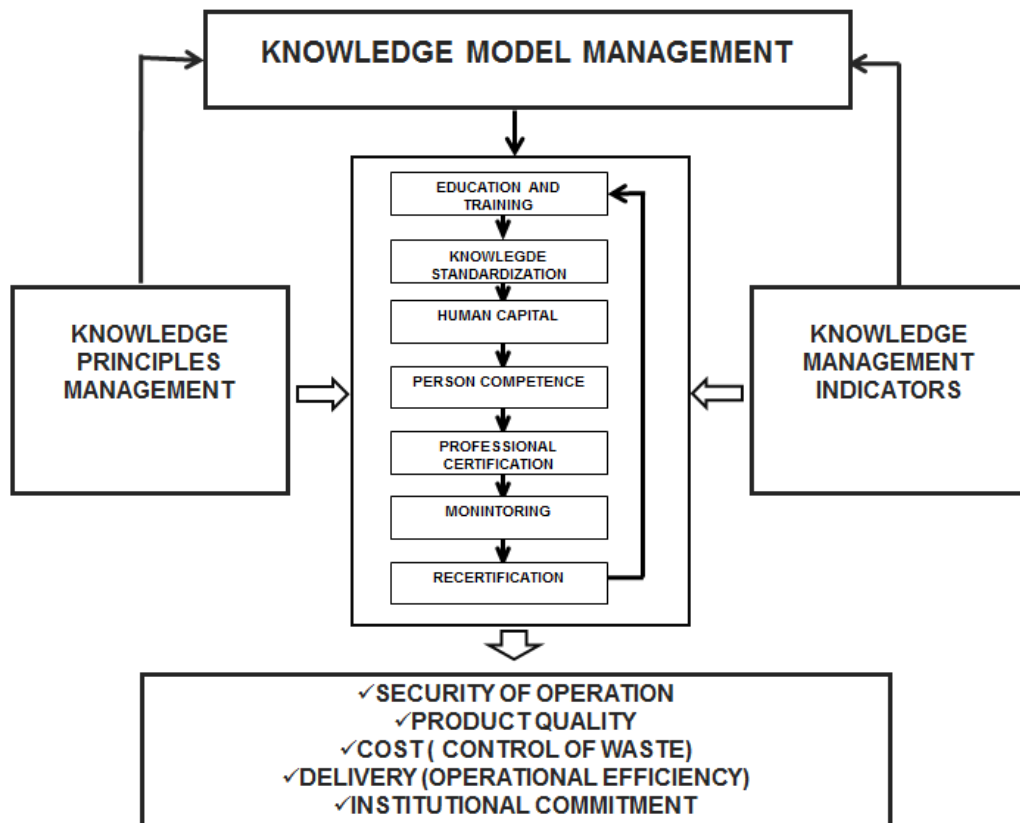 KNOWLEDGE MODEL MANAGEMENT
EDUCATION AND
TRAINING
KNOWLEGDE
STANDARDIZATION
HUMAN CAPITAL
PERSON COMPETENCE
PROFESSIONAL
CERTIFICATION
MONINTORING
RECERTIFICATION
KNOWLEDGE
PRINCIPLES
MANAGEMENT
KNOWLEDGE
MANAGEMENT
INDICATORS
✓SECURITY OF OPERATION
✓PRODUCT QUALITY
✓COST ( CONTROL OF WASTE)
✓DELIVERY (OPERATIONAL EFFICIENCY)
✓INSTITUTIONAL COMMITMENT